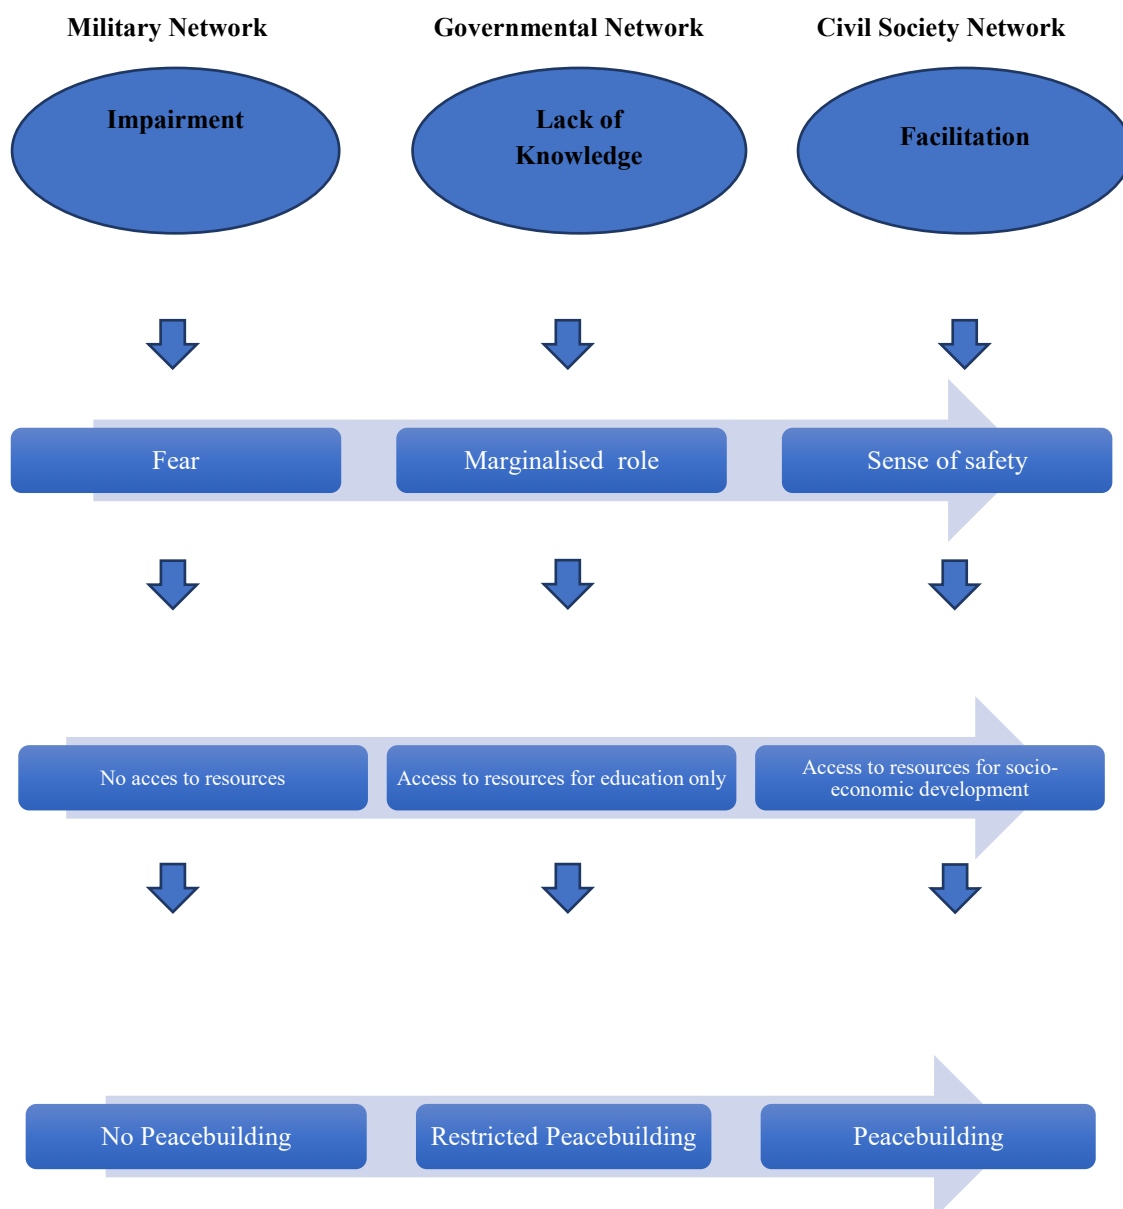 Military Network
Governmental Network
Civil Society Network
Impairment
Lack of
Knowledge
Facilitation
Fear
Marginalised role
Sense of safety
No acces to resources
Access to resources for education only
Access to resources for socio-
economic development
No Peacebuilding
Restricted Peacebuilding
Peacebuilding